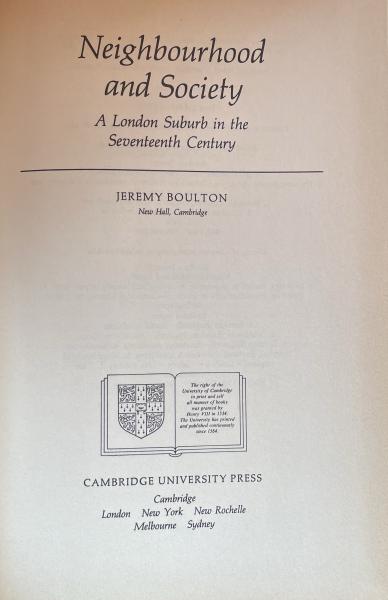 Neighbourhood
and Society
A London Suburb in the
Seventeenth Century
JEREMY BOULTON
New Hall, Cambridge
The right of the
University of Cambridge
to print and sell
all manner of books
was granted by
Henry VIII in 1534.
The University has printed
and published continuously
since 1584.
CAMBRIDGE UNIVERSITY PRESS
Cambridge
London New York New Rochelle
Melbourne Sydney